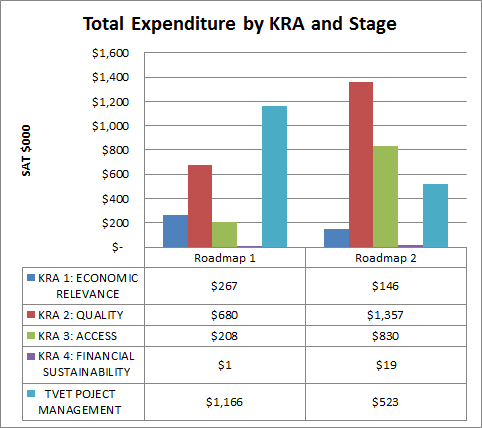 Total Expenditure by KRA and Stage
$AT $000
$1,600
$1,400
$1,200
$1,000
$800
$600
$400
$200
$-
Roadmap 1 Roadmap 2
KRA 1: ECONOMIC
RELEVANCE
$267 $146
KRA 2: QUALITY $680 $1,357
KRA 3: ACCESS $208 $830
KRA 4: FINANCIAL
SUSTAINABILITY
$1 $19
TVET POJECT
MANAGEMENT
$1,166 $523